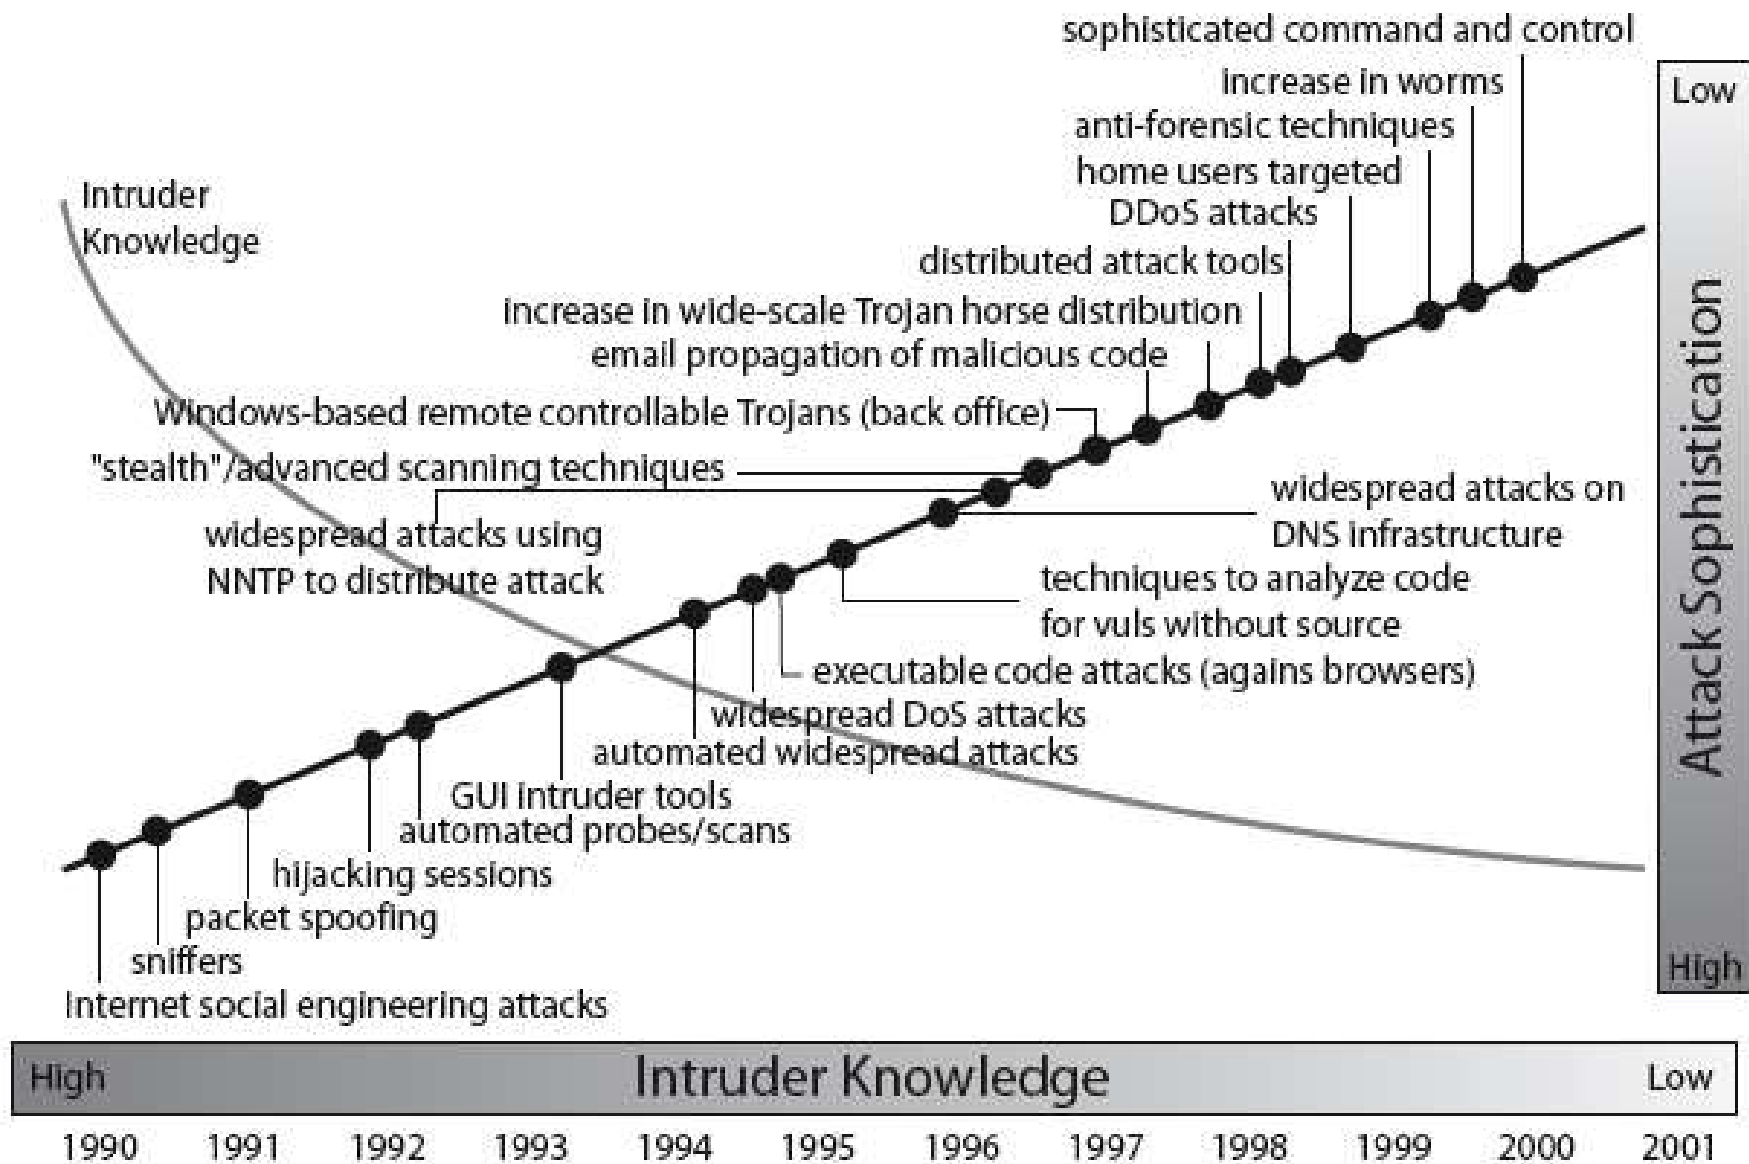 sophisticated command and control
increase in worms
Low
anti-forensic techniques
home users targeted
Intruder
Knowledge
DDoS attacks
distributed attack tools
increase in wide-scale Trojan horse distribution
email propagation of malicious code
Windows-based remote controllable Trojans (back office)
"stealth"/advanced scanning techniques
widespread attacks using
NNTP to distribute attack
widespread attacks on
DNS infrastructure
techniques to analyze code
for vuls without source
executable code attacks (agains browsers)
widespread DoS attacks
automated widespread attacks
GUI intruder tools
automated probes/scans
hijacking sessions
packet spoofing
sniffers
Internet social engineering attacks
Attack Sophistication
High
High Intruder Knowledge Low
1990 1991 1992 1993 1994 1995 1996 1997 1998 1999 2000 2001